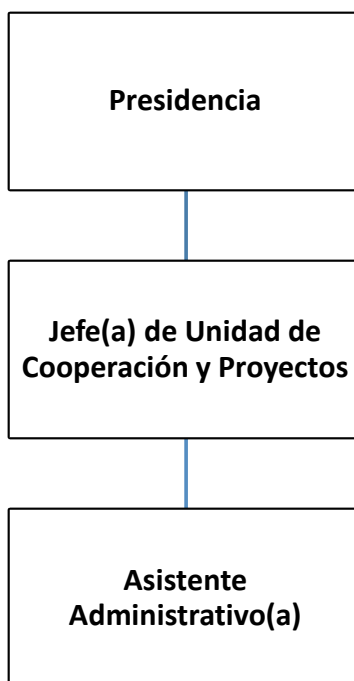 Presidencia
Jefe(a) de Unidad de
Cooperación y Proyectos
Asistente
Administrativo(a)